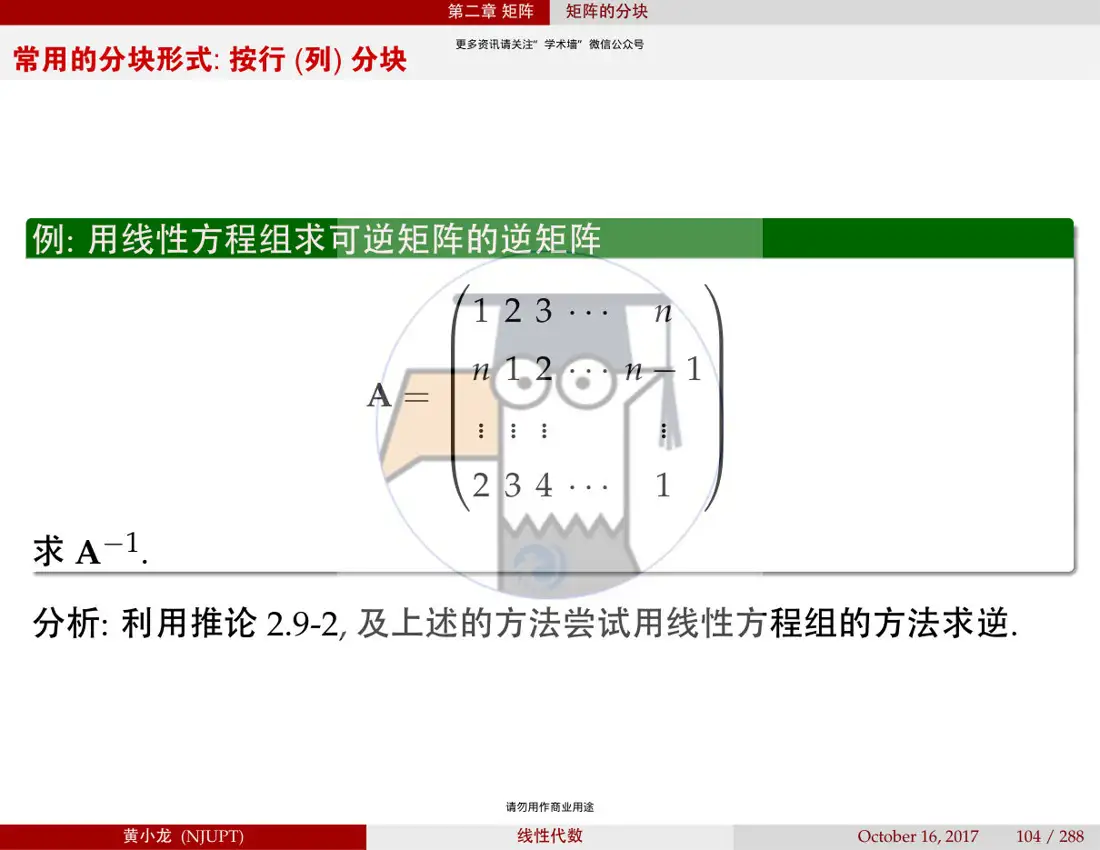 第二章 矩阵 矩阵的分块
更多资讯请关注“学术墙”微信公众号
常用的分块形式: 按行 (列) 分块
例: 用线性方程组求可逆矩阵的逆矩阵
1 2 3 ⋯ n
n 1 2 ⋯ n − 1
A =
⋮ ⋮ ⋮ ⋮
2 3 4 ⋯ 1
求 A⁻¹.
分析: 利用推论 2.9-2, 及上述的方法尝试用线性方程组的方法求逆.
请勿用作商业用途
黄小龙 (NJUPT) 线性代数 October 16, 2017 104 / 288